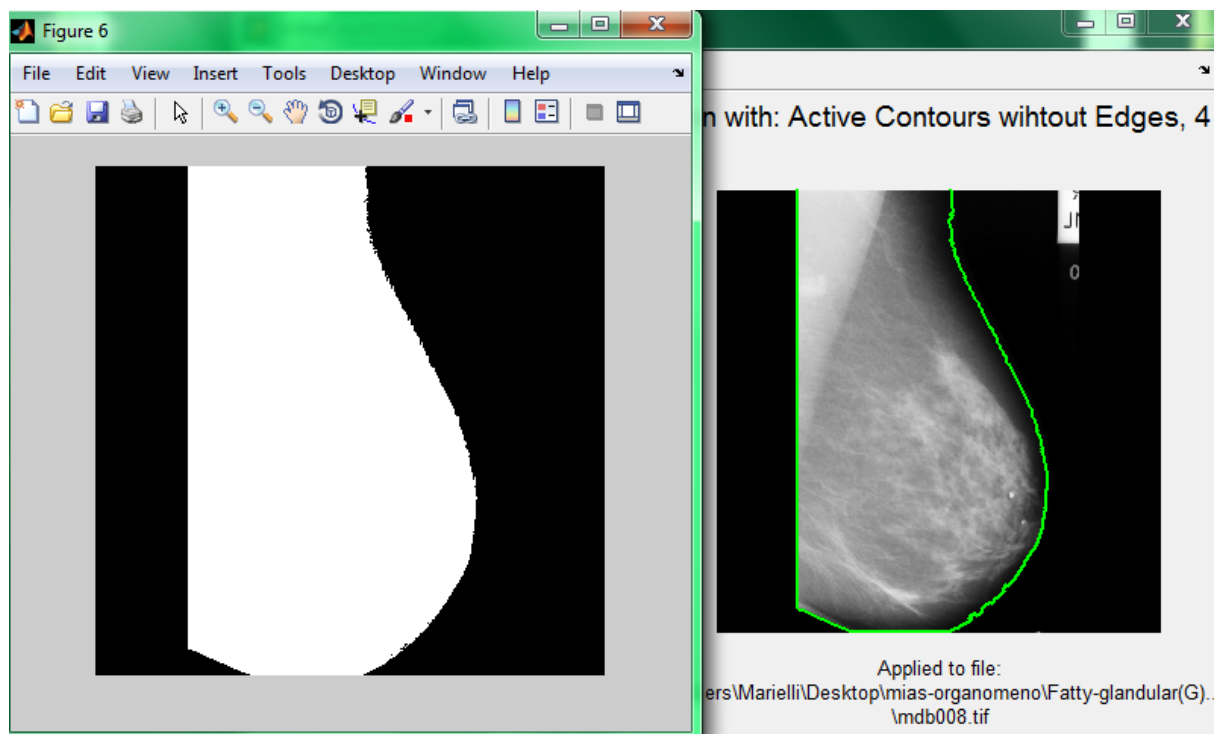 Figure 6
File Edit View Insert Tools Desktop Window Help
n with: Active Contours wihtout Edges, 4
0
Applied to file:
ers\Marielli\Desktop\mias-organomeno\Fatty-glandular(G)..
\mdb008.tif